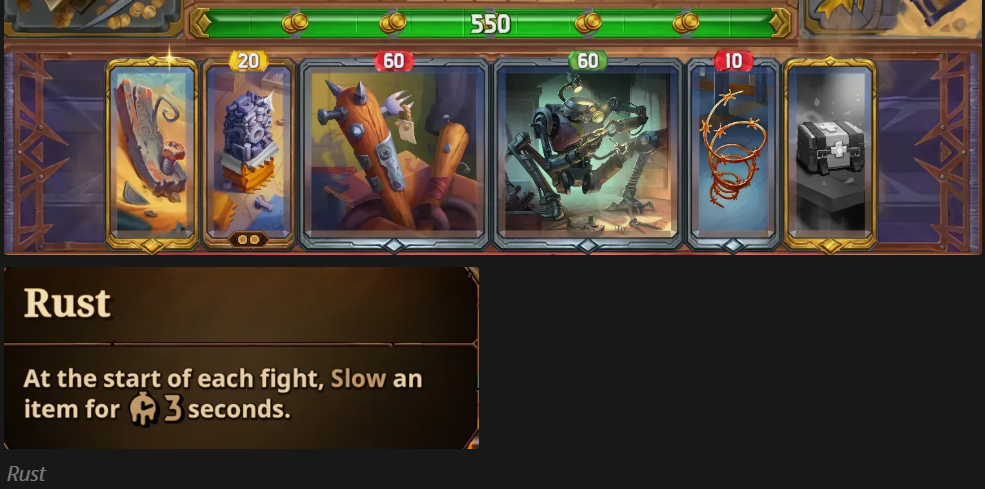 550
20
60
60
10
Rust
At the start of each fight, Slow an
item for 3 seconds.
Rust